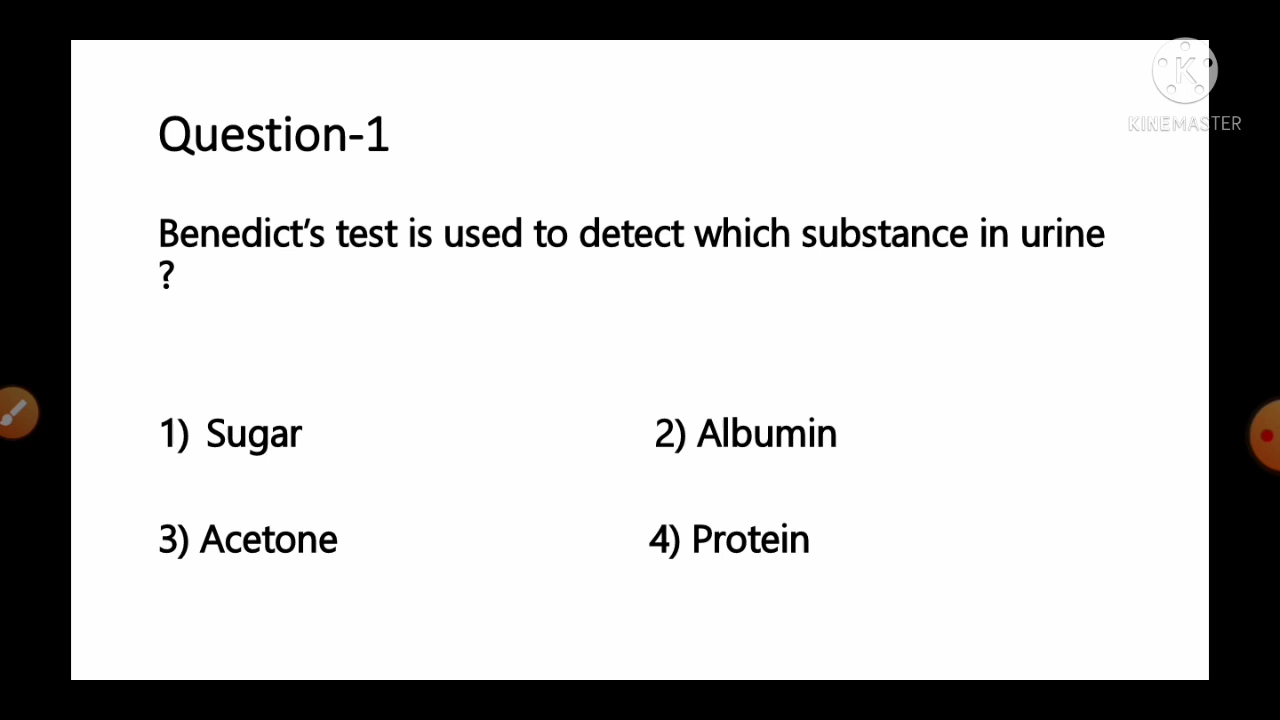 K
KINEMASTER
Question-1
Benedict’s test is used to detect which substance in urine
?
1) Sugar
2) Albumin
3) Acetone
4) Protein